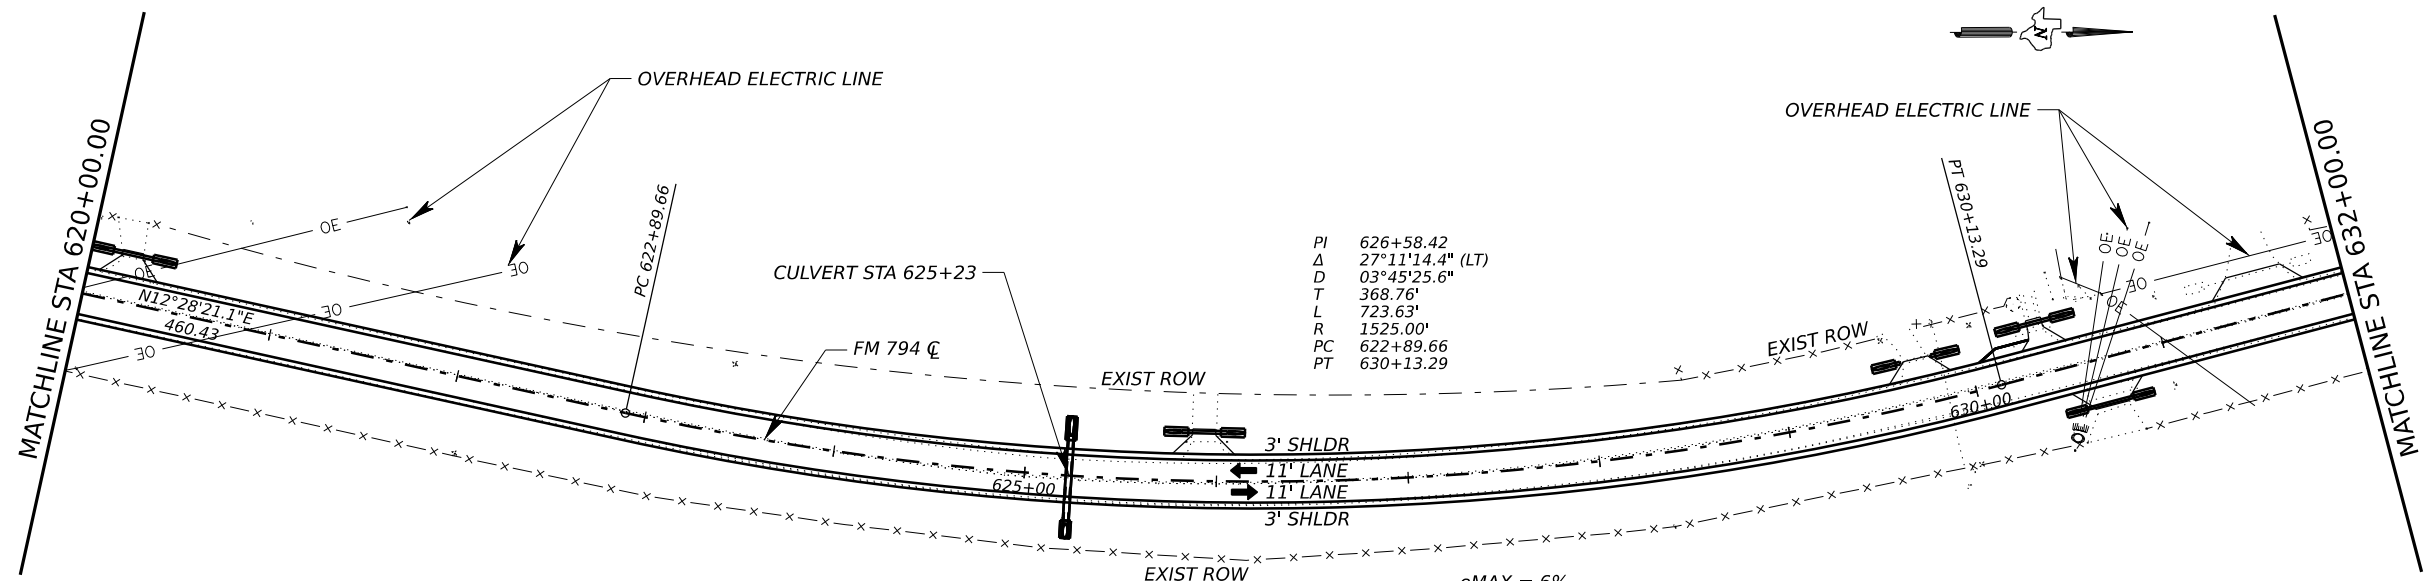 N
OVERHEAD ELECTRIC LINE
OVERHEAD ELECTRIC LINE
MATCHLINE STA 620+00.00
MATCHLINE STA 632+00.00
OE
OE
OE
OE
OE
OE
OE
OE
OE
OE
OE
OE
N12°28'21.1"E
460.43
PC 622+89.66
PT 630+13.29
CULVERT STA 625+23
PI 626+58.42
Δ 27°11'14.4" (LT)
D 03°45'25.6"
T 368.76'
L 723.63'
R 1525.00'
PC 622+89.66
PT 630+13.29
FM 794 ℄
EXIST ROW
EXIST ROW
3' SHLDR
11' LANE
11' LANE
3' SHLDR
625+00
630+00
EXIST ROW
eMAX = 6%